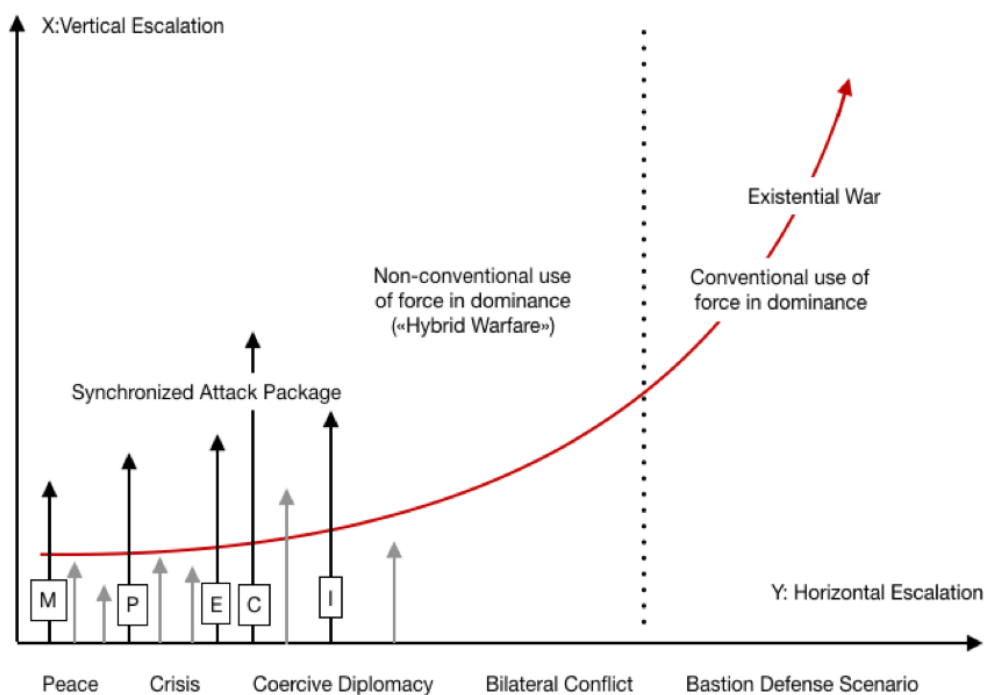 X:Vertical Escalation
Existential War
Non-conventional use
of force in dominance
(«Hybrid Warfare»)
Conventional use of
force in dominance
Synchronized Attack Package
M
P
E
C
I
Y: Horizontal Escalation
Peace
Crisis
Coercive Diplomacy
Bilateral Conflict
Bastion Defense Scenario